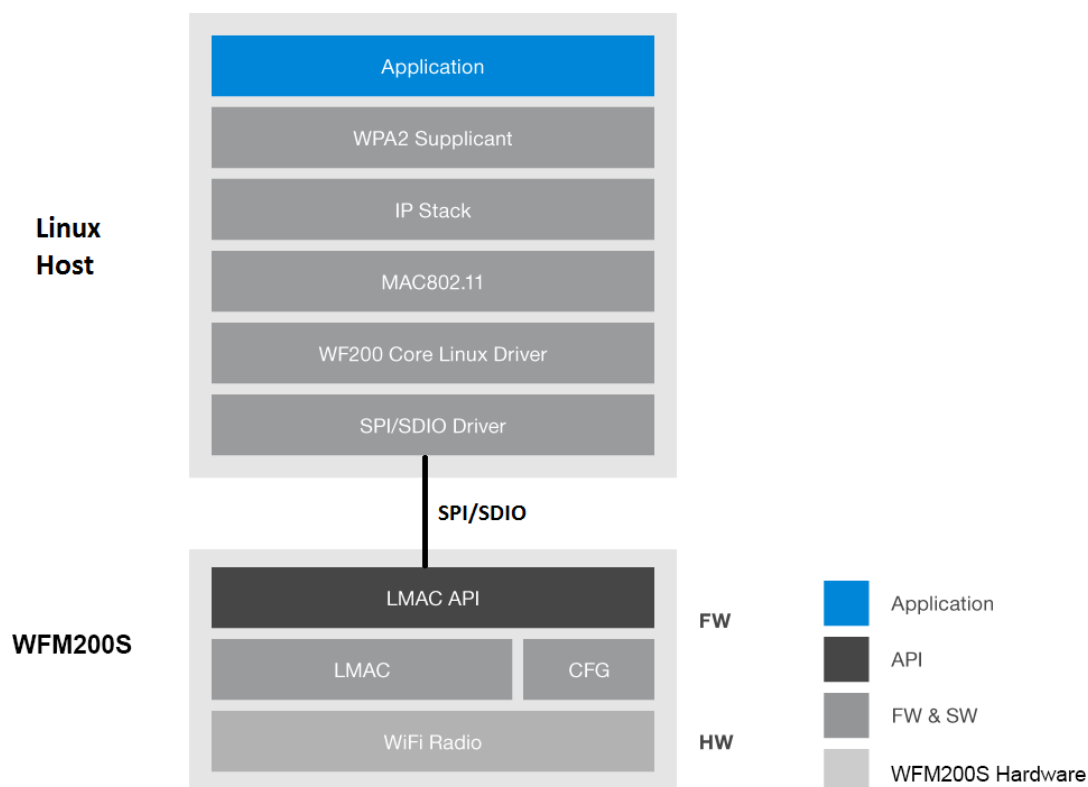 Application
WPA2 Supplicant
IP Stack
Linux
Host
MAC802.11
WF200 Core Linux Driver
SPI/SDIO Driver
SPI/SDIO
LMAC API
FW
WFM200S
LMAC
CFG
WiFi Radio
HW
Application
API
FW & SW
WFM200S Hardware